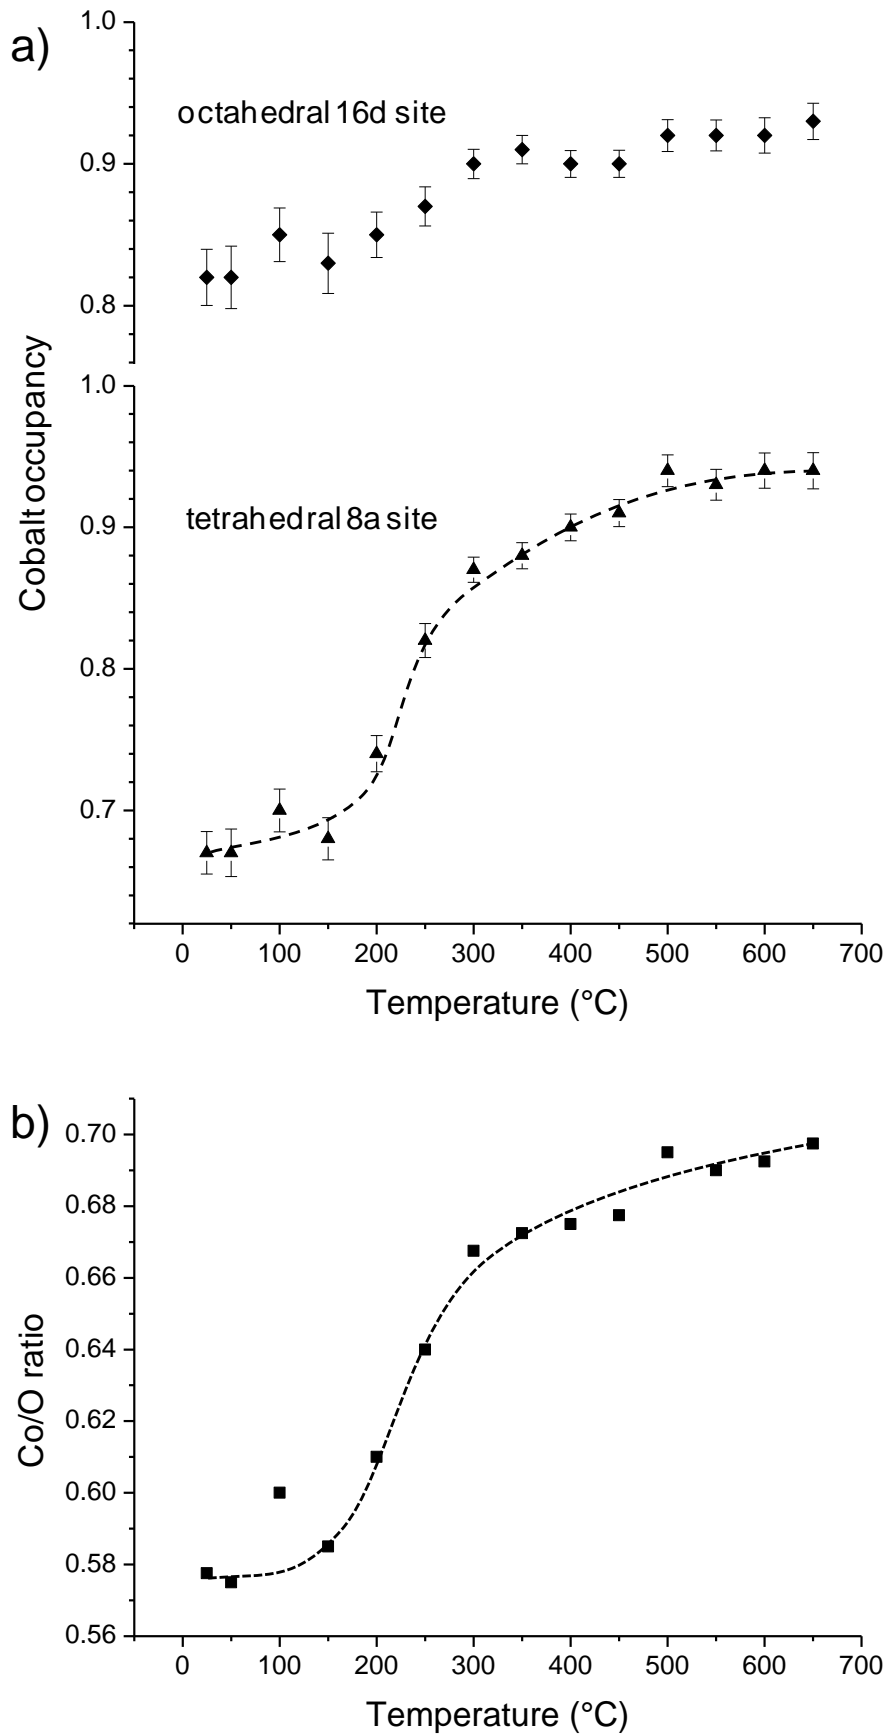 a)
1.0
octahedral 16d site
0.9
0.8
Cobalt occupancy
1.0
tetrahedral 8a site
0.9
0.8
0.7
0 100 200 300 400 500 600 700
Temperature (°C)
b)
0.70
0.68
0.66
0.64
0.62
0.60
0.58
0.56
Co/O ratio
0 100 200 300 400 500 600 700
Temperature (°C)